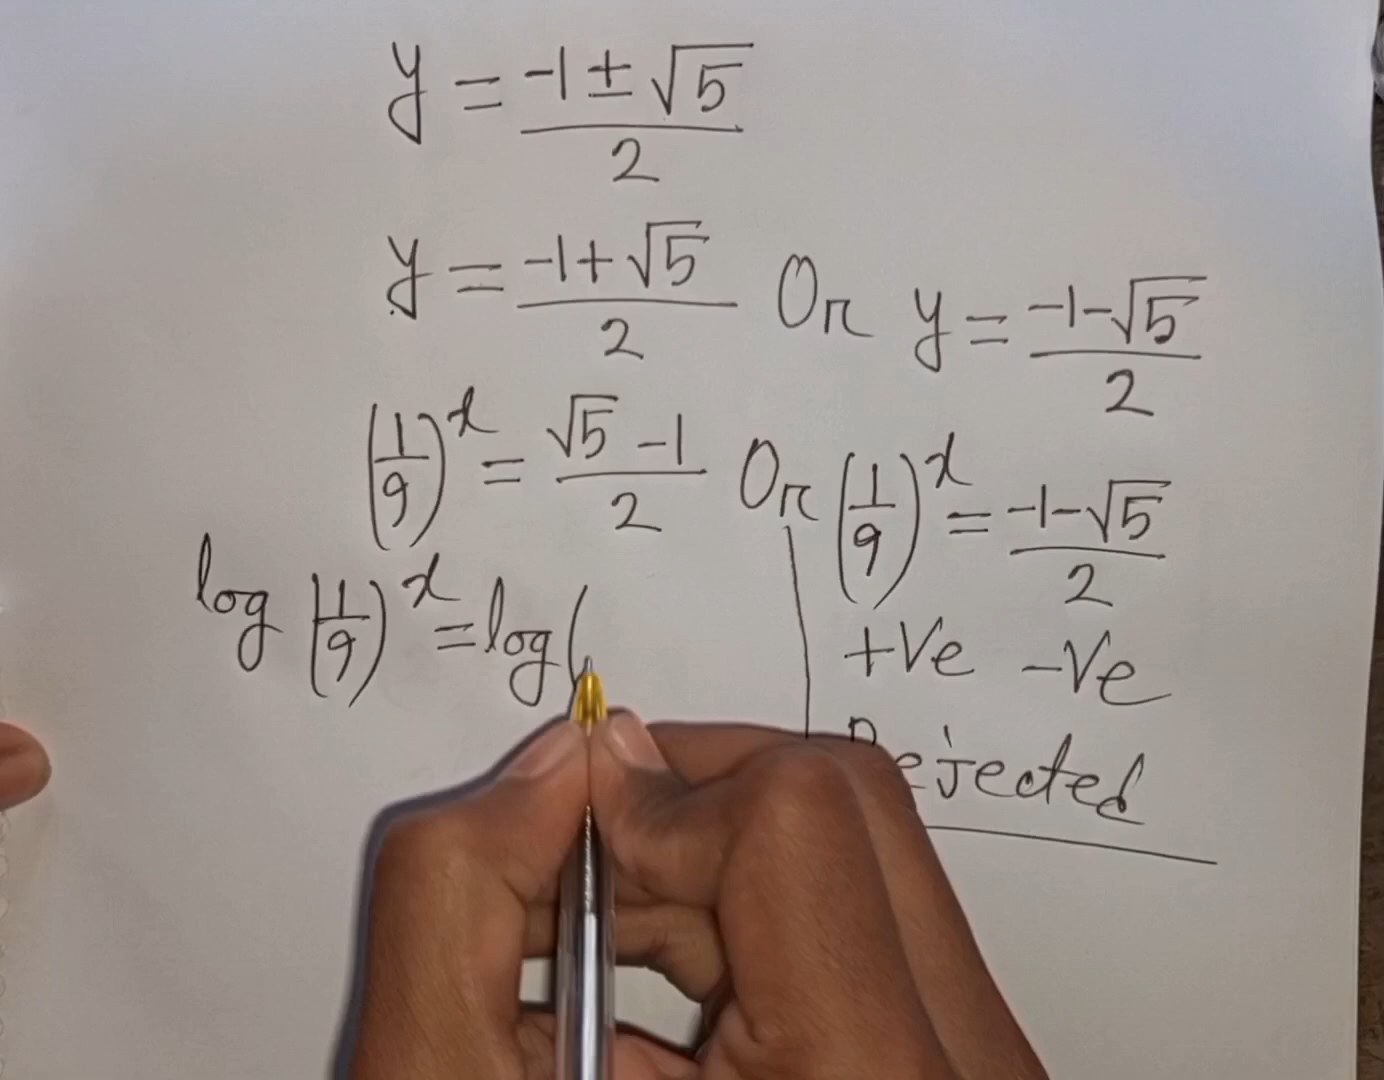 y = (-1 ± √5)/2
y = (-1 + √5)/2 Or y = (-1 - √5)/2
(1/9)^x = (√5 - 1)/2 Or (1/9)^x = (-1 - √5)/2
log (1/9)^x = log(
+Ve -Ve
Rejected